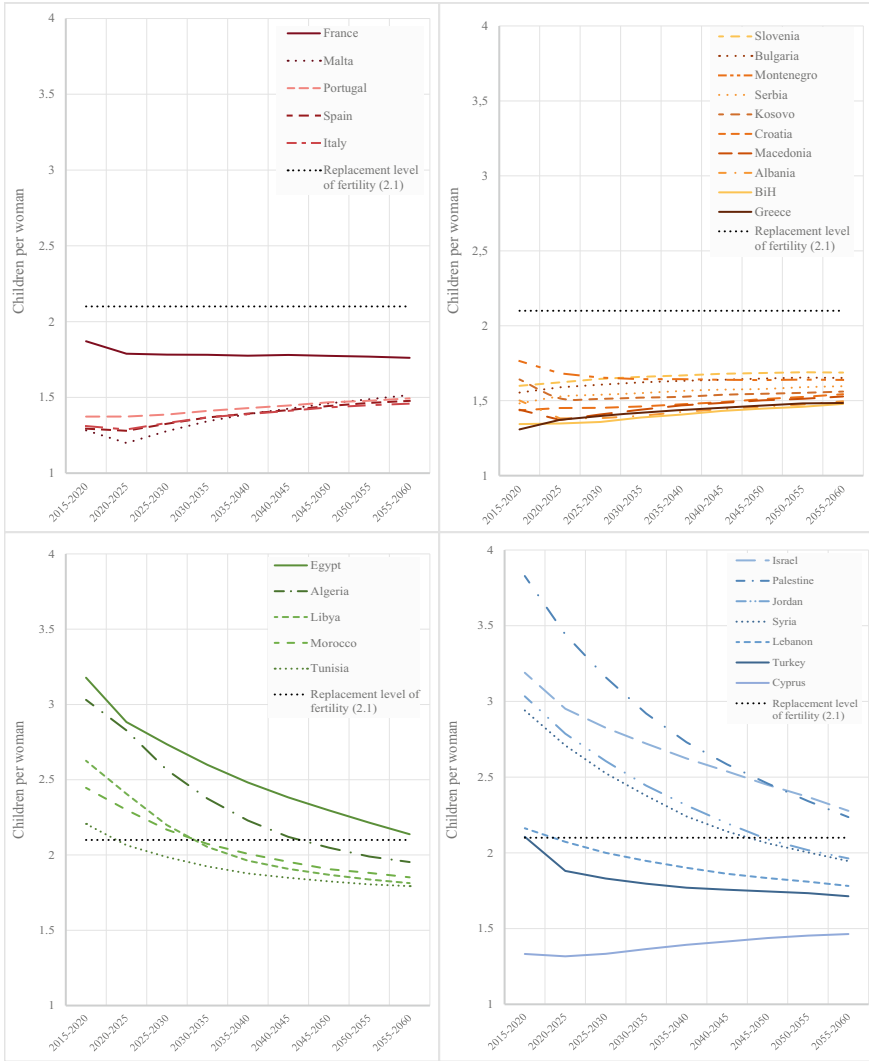 4
3.5
3
2.5
2
1.5
1
Children per woman
France
Malta
Portugal
Spain
Italy
Replacement level
of fertility (2.1)
2015-2020
2020-2025
2025-2030
2030-2035
2035-2040
2040-2045
2045-2050
2050-2055
2055-2060
4
3,5
3
2,5
2
1.5
1
Children per woman
Slovenia
Bulgaria
Montenegro
Serbia
Kosovo
Croatia
Macedonia
Albania
BiH
Greece
Replacement level
of fertility (2.1)
2015-2020
2020-2025
2025-2030
2030-2035
2035-2040
2040-2045
2045-2050
2050-2055
2055-2060
4
3.5
3
2.5
2
1.5
1
Children per woman
Egypt
Algeria
Libya
Morocco
Tunisia
Replacement level of
fertility (2.1)
2015-2020
2020-2025
2025-2030
2030-2035
2035-2040
2040-2045
2045-2050
2050-2055
2055-2060
4
3.5
3
2.5
2
1.5
1
Children per woman
Israel
Palestine
Jordan
Syria
Lebanon
Turkey
Cyprus
Replacement level of
fertility (2.1)
2015-2020
2020-2025
2025-2030
2030-2035
2035-2040
2040-2045
2045-2050
2050-2055
2055-2060